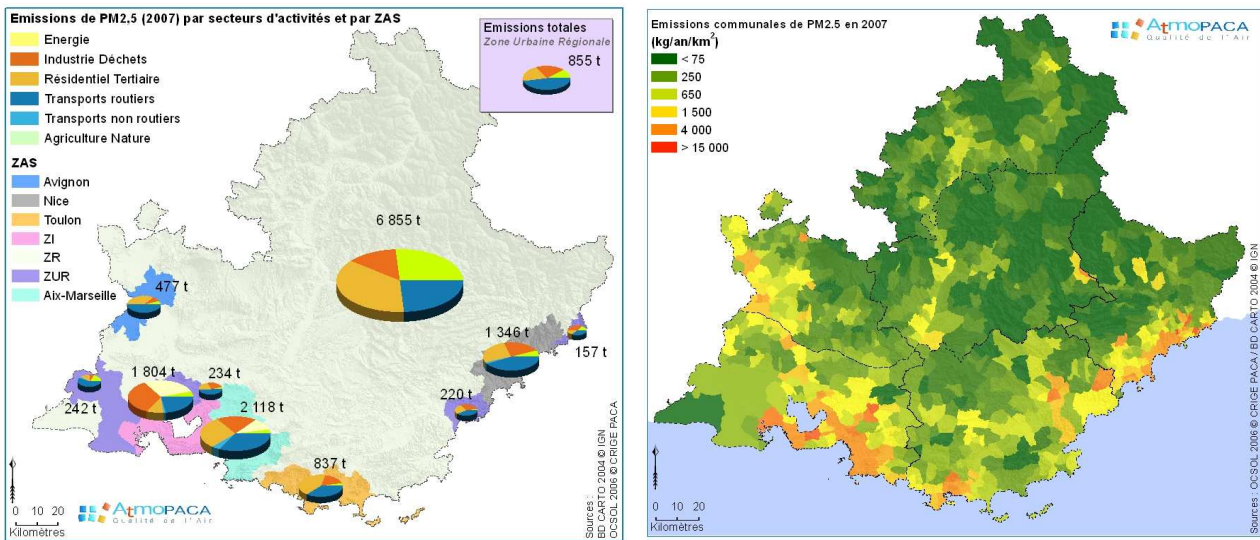 Emissions de PM2,5 (2007) par secteurs d'activités et par ZAS
Energie
Industrie Déchets
Résidentiel Tertiaire
Transports routiers
Transports non routiers
Agriculture Nature
ZAS
Avignon
Nice
Toulon
ZI
ZR
ZUR
Aix-Marseille
Emissions totales
Zone Urbaine Régionale
855 t
6 855 t
477 t
1 346 t
157 t
1 804 t
234 t
220 t
242 t
2 118 t
837 t
0 10 20
Kilomètres
AtmoPACA
Qualité de l'Air
Sources :
BD CARTO 2004 © IGN
OCSOL 2006 © CRIGE PACA
Emissions communales de PM2.5 en 2007
(kg/an/km²)
< 75
250
650
1 500
4 000
> 15 000
AtmoPACA
Qualité de l'Air
0 10 20
Kilomètres
Sources : OCSOL 2006 © CRIGE PACA / BD CARTO 2004 © IGN